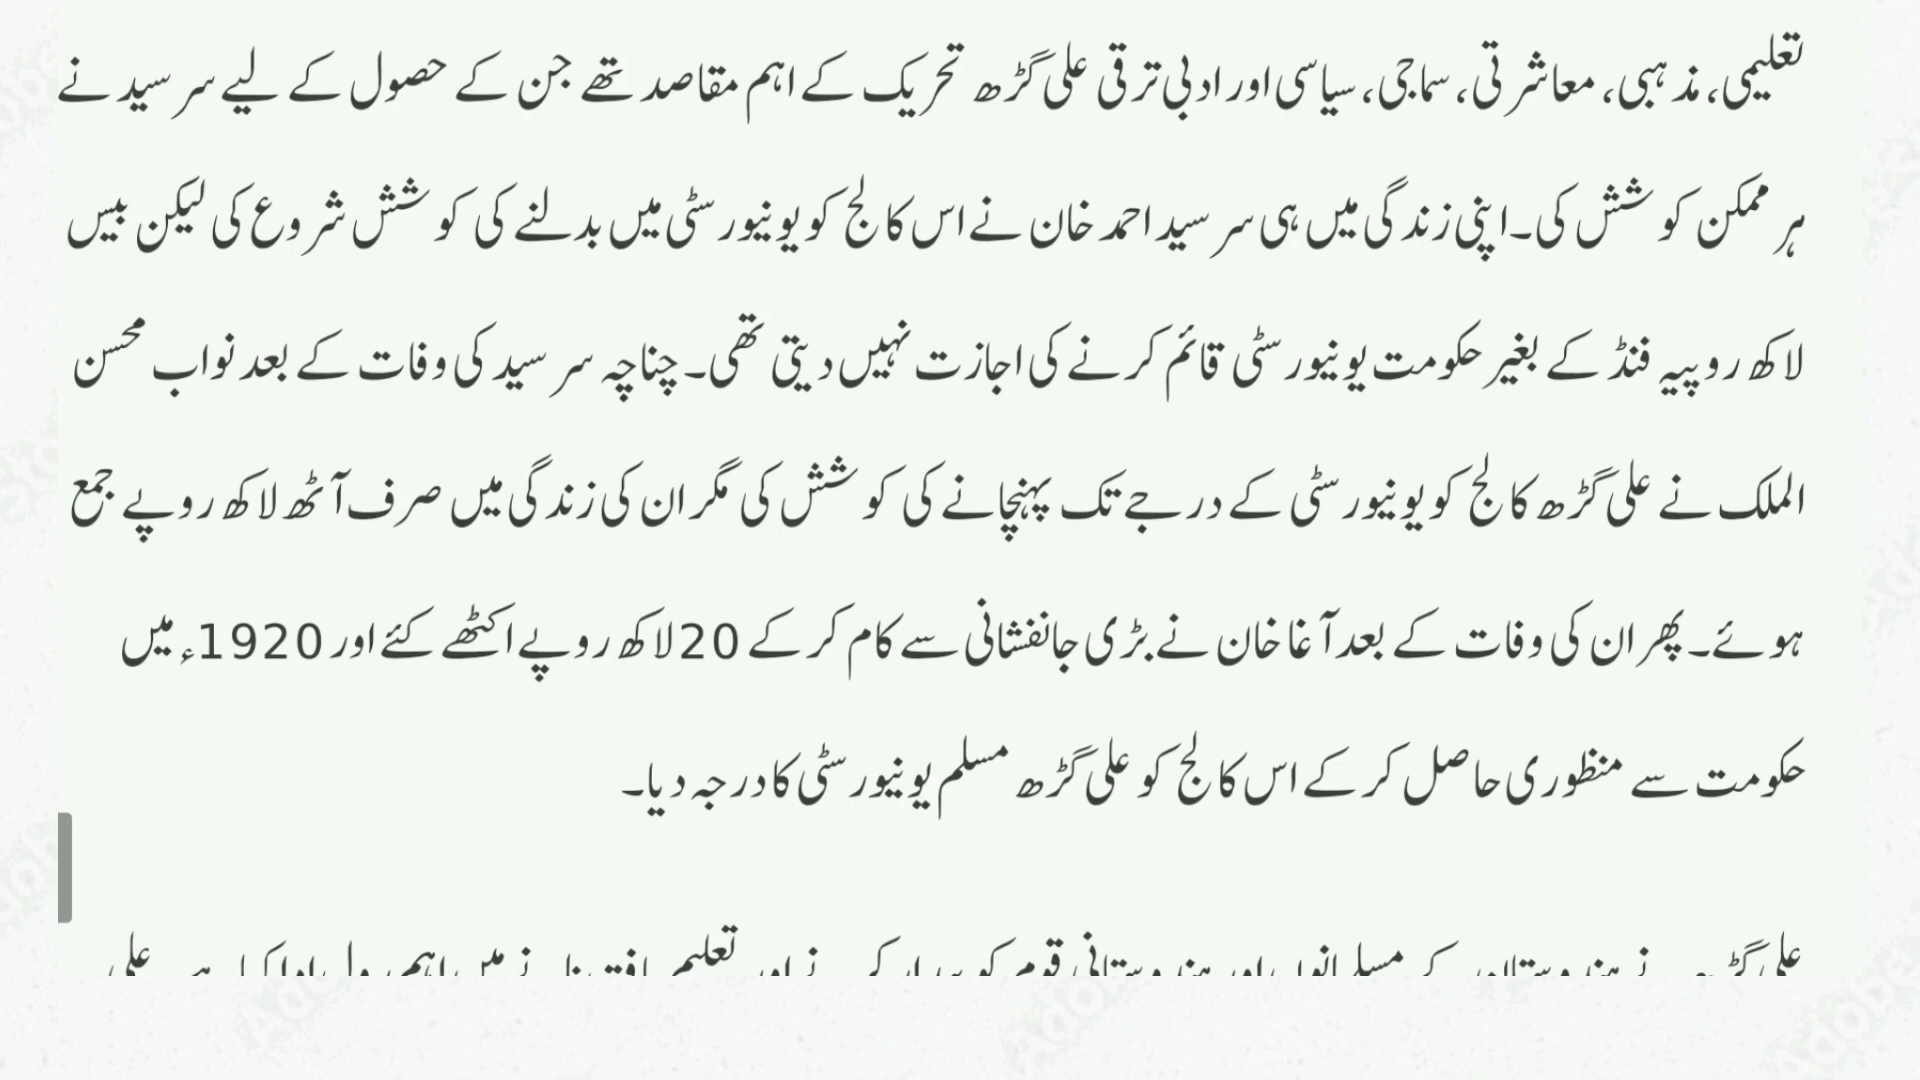 تعلیمی، مذہبی، معاشرتی، سماجی، سیاسی اور ادبی ترقی علی گڑھ تحریک کے اہم مقاصد تھے جن کے حصول کے لیے سر سید نے
ہر ممکن کوشش کی۔ اپنی زندگی میں ہی سر سید احمد خان نے اس کالج کو یونیورسٹی میں بدلنے کی کوشش شروع کی لیکن بیس
لاکھ روپیہ فنڈ کے بغیر حکومت یونیورسٹی قائم کرنے کی اجازت نہیں دیتی تھی۔ چناچہ سر سید کی وفات کے بعد نواب محسن
الملک نے علی گڑھ کالج کو یونیورسٹی کے درجے تک پہنچانے کی کوشش کی مگر ان کی زندگی میں صرف آٹھ لاکھ روپے جمع
ہوئے۔ پھر ان کی وفات کے بعد آغا خان نے بڑی جانفشانی سے کام کر کے 20 لاکھ روپے اکٹھے کئے اور 1920ء میں
حکومت سے منظوری حاصل کر کے اس کالج کو علی گڑھ مسلم یونیورسٹی کا درجہ دیا۔